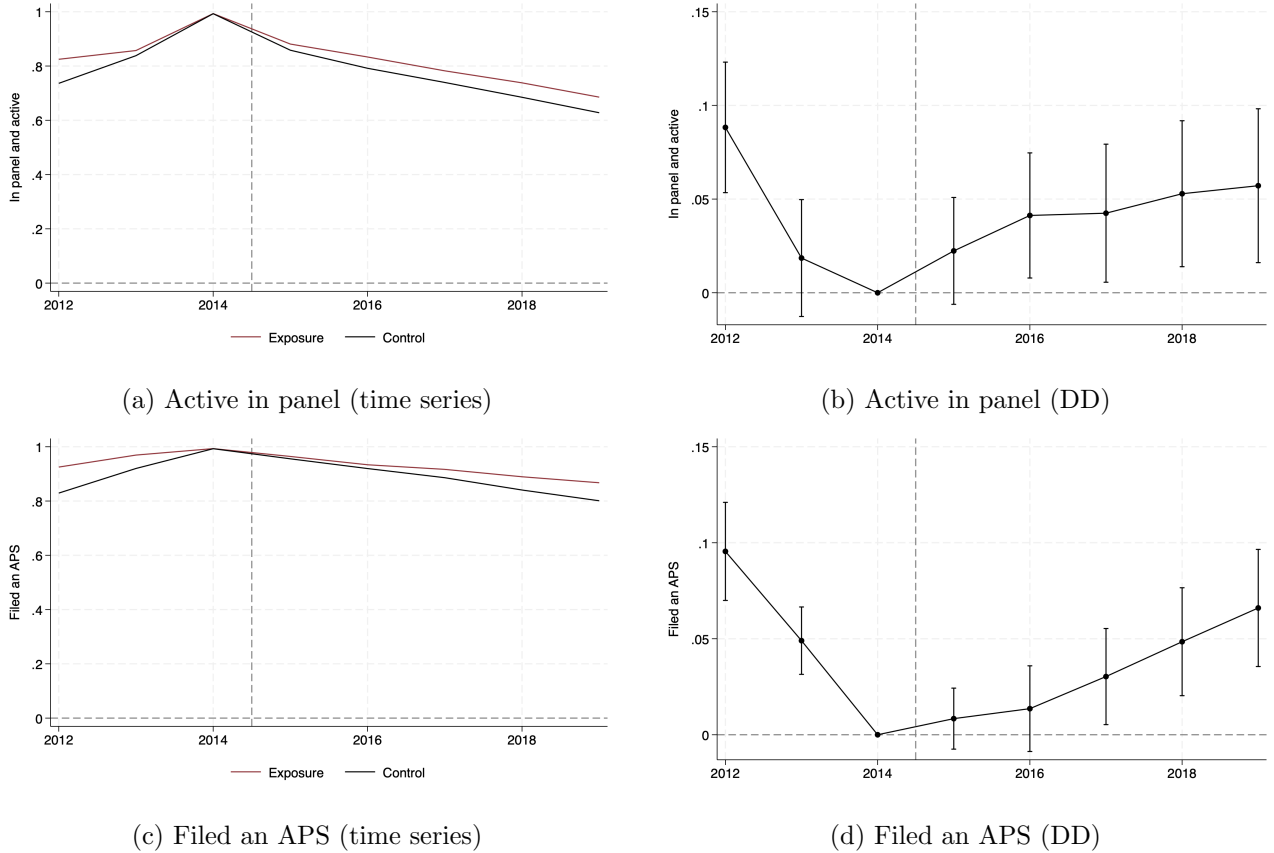 In panel and active
1
.8
.6
.4
.2
0
2012 2014 2016 2018
Exposure Control
(a) Active in panel (time series)
In panel and active
.15
.1
.05
0
2012 2014 2016 2018
(b) Active in panel (DD)
Filed an APS
1
.8
.6
.4
.2
0
2012 2014 2016 2018
Exposure Control
(c) Filed an APS (time series)
Filed an APS
.15
.1
.05
0
2012 2014 2016 2018
(d) Filed an APS (DD)